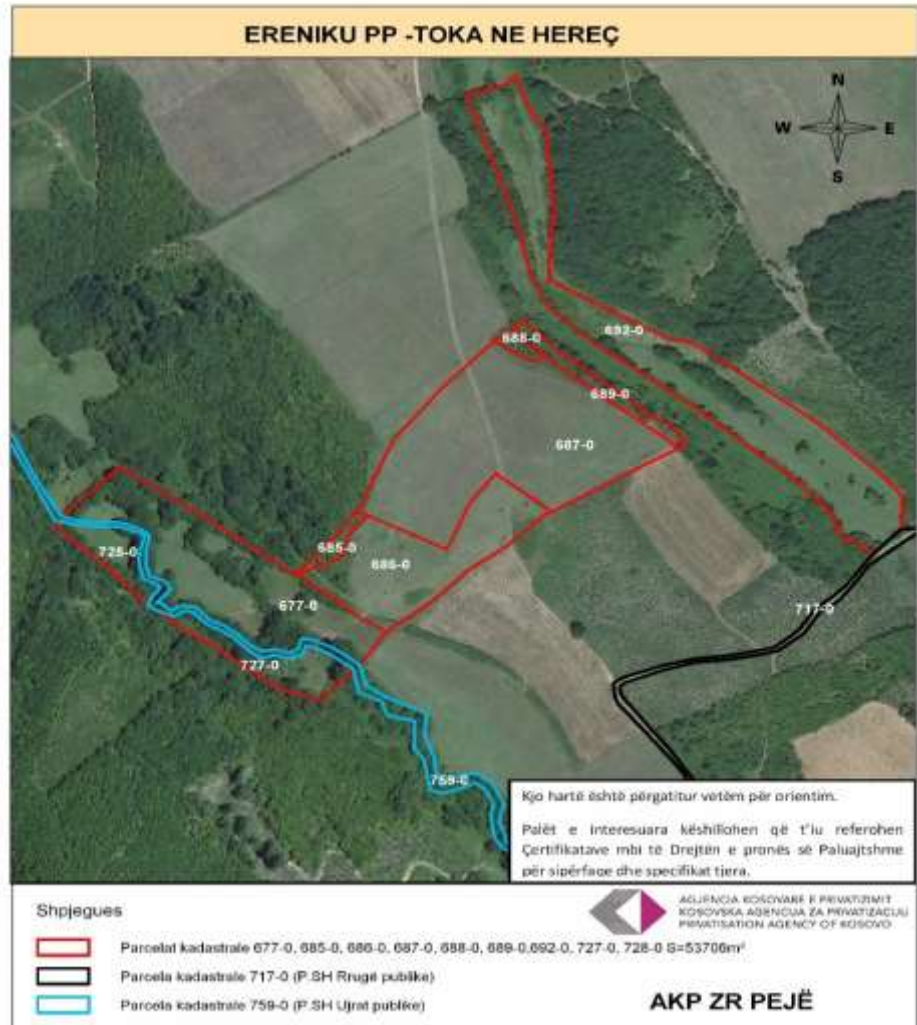 ERENIKU PP -TOKA NE HEREÇ
N
W E
S
692-0
688-0
689-0
687-0
685-0
686-0
728-0
677-0
717-0
727-0
759-0
Kjo hartë është përgatitur vetëm për orientim.
Palët e interesuara këshillohen që t'iu referohen
Çertifikatave mbi të Drejtën e pronës së Paluajtshme
për sipërfaqe dhe specifikat tjera.
Shpjegues
AGJENCIA KOSOVARE E PRIVATIZIMIT
KOSOVSKA AGENCIJA ZA PRIVATIZACIJU
PRIVATISATION AGENCY OF KOSOVO
Parcelat kadastrale 677-0, 685-0, 686-0, 687-0, 688-0, 689-0,692-0, 727-0, 728-0 S=53706m²
Parcela kadastrale 717-0 (P.SH Rrugë publike)
Parcela kadastrale 759-0 (P.SH Ujrat publike)
AKP ZR PEJË